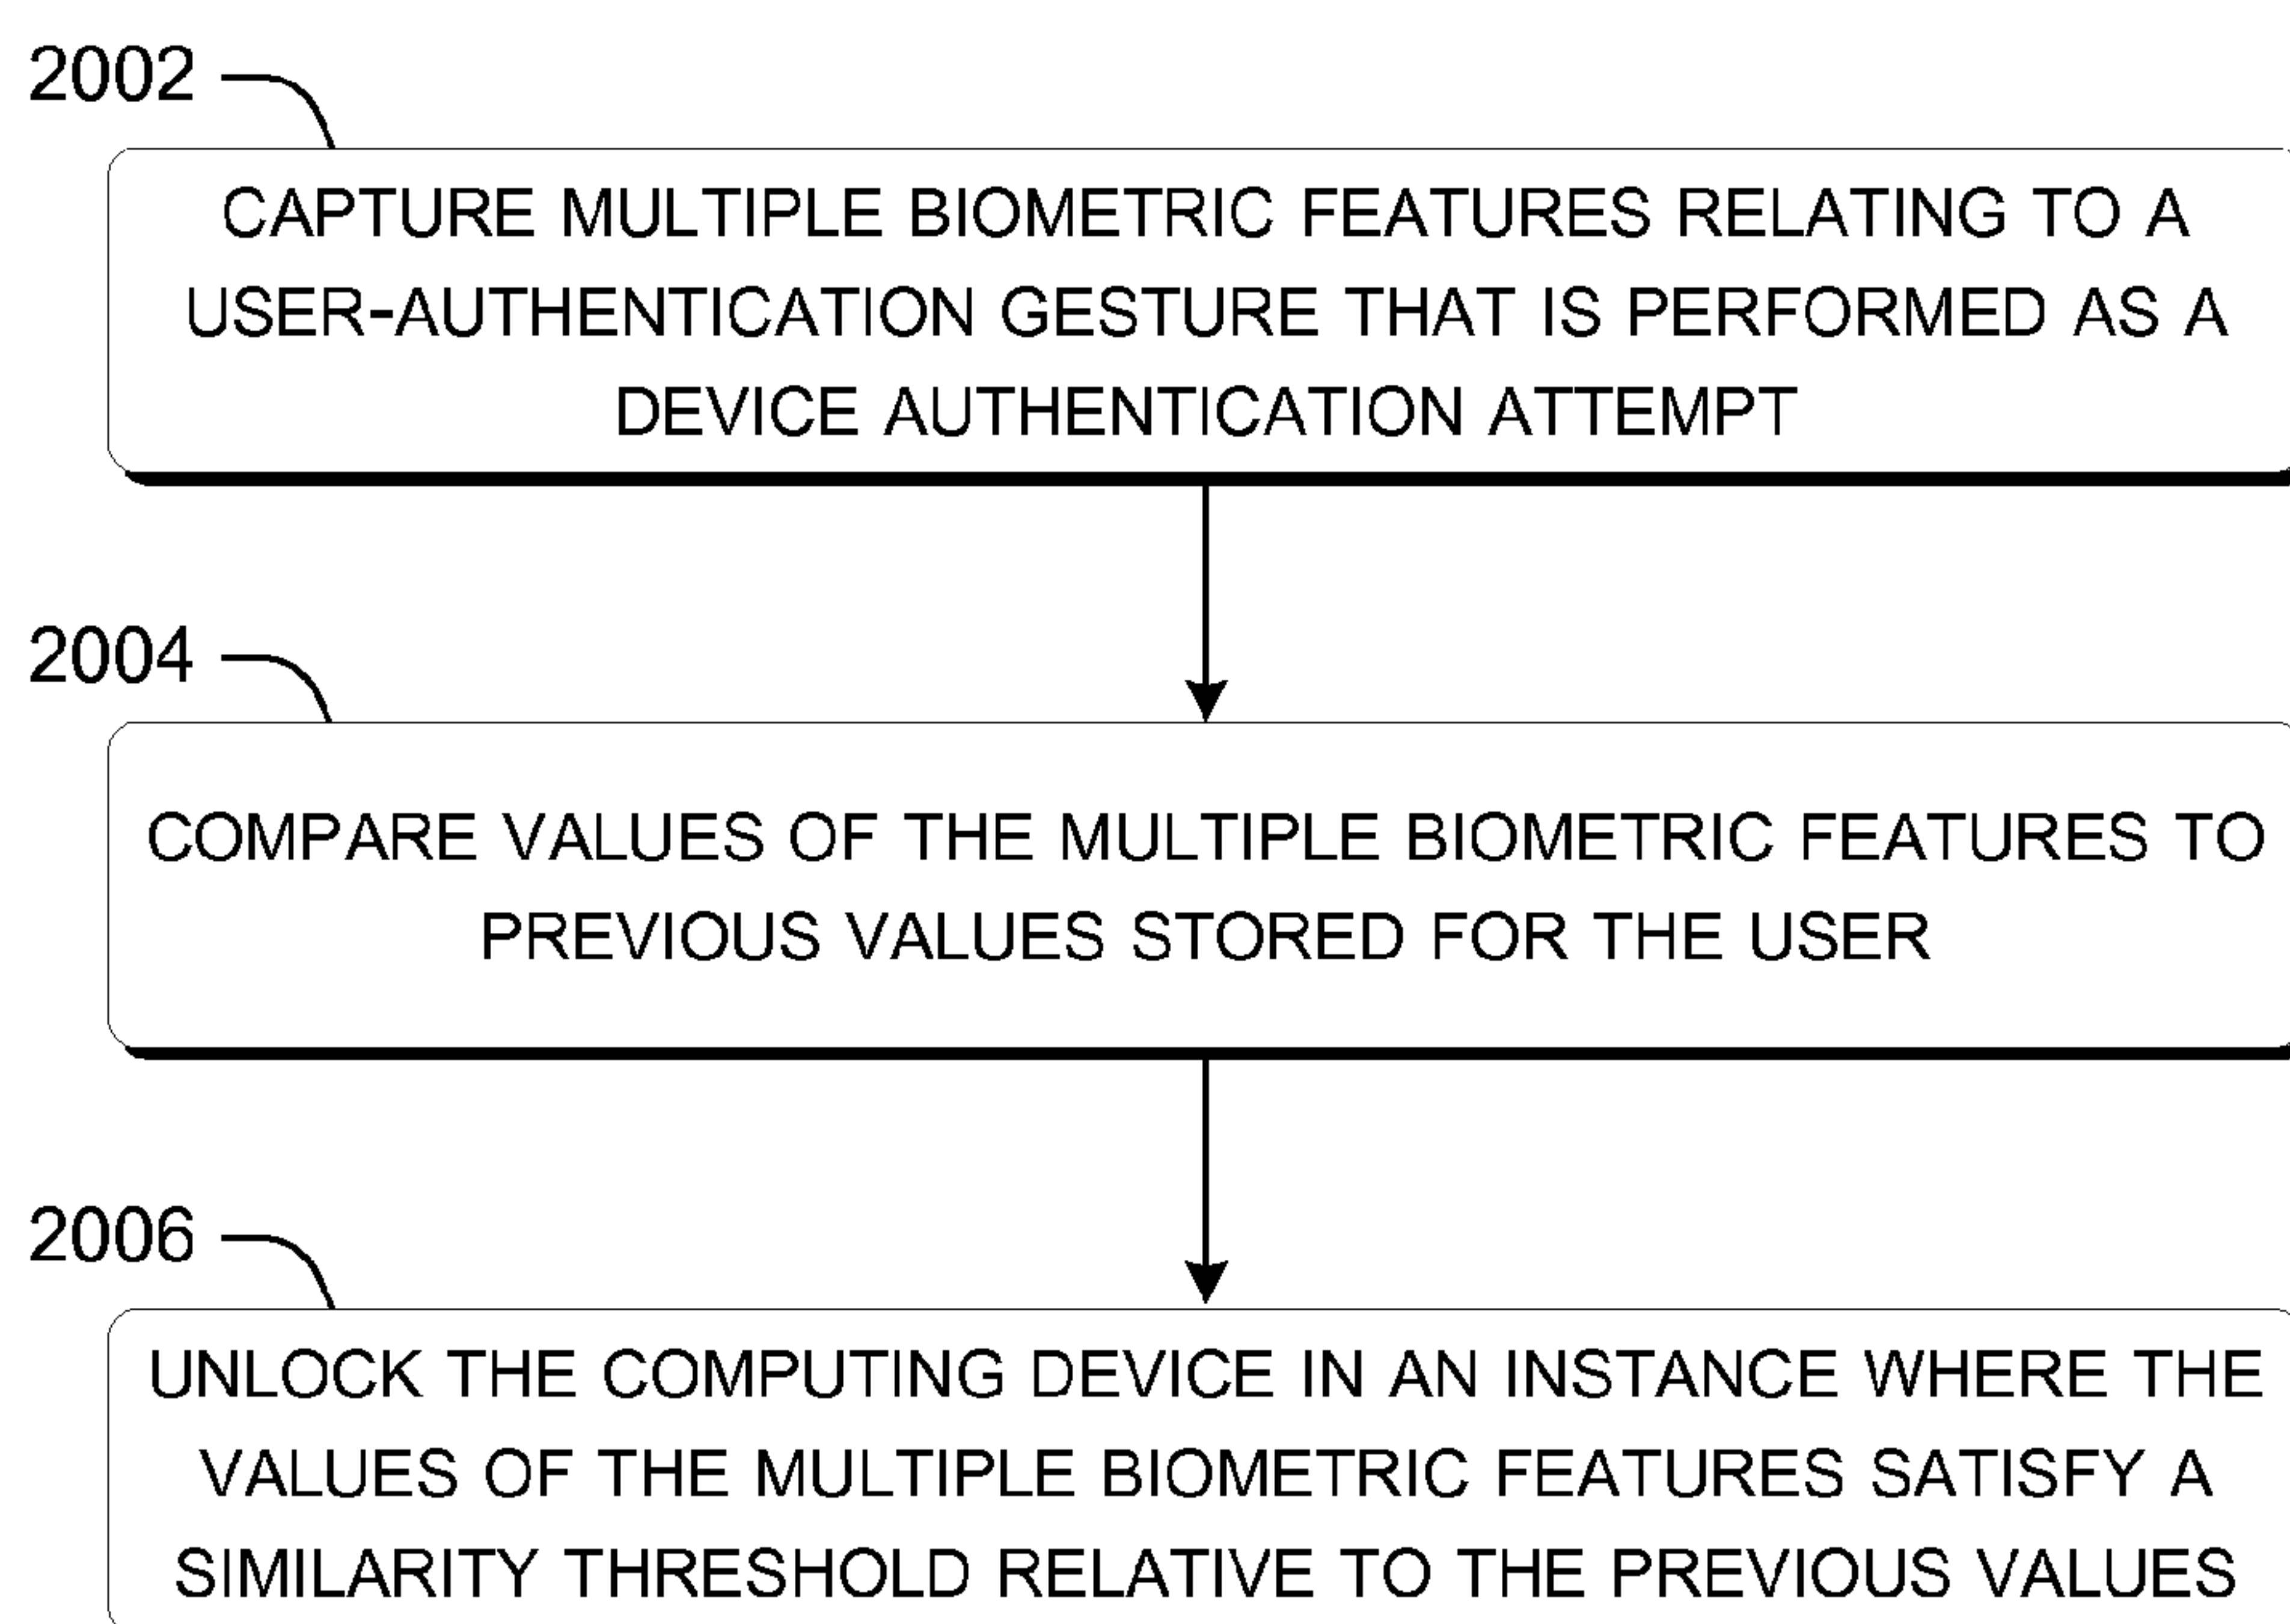 2002
CAPTURE MULTIPLE BIOMETRIC FEATURES RELATING TO A
USER-AUTHENTICATION GESTURE THAT IS PERFORMED AS A
DEVICE AUTHENTICATION ATTEMPT
2004
COMPARE VALUES OF THE MULTIPLE BIOMETRIC FEATURES TO
PREVIOUS VALUES STORED FOR THE USER
2006
UNLOCK THE COMPUTING DEVICE IN AN INSTANCE WHERE THE
VALUES OF THE MULTIPLE BIOMETRIC FEATURES SATISFY A
SIMILARITY THRESHOLD RELATIVE TO THE PREVIOUS VALUES